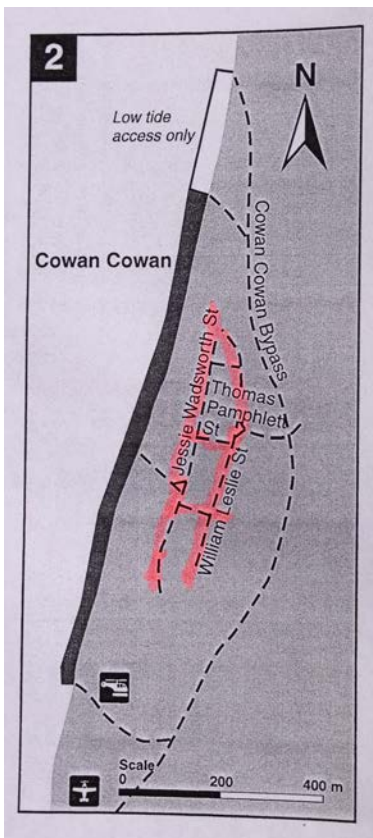 2
N
Low tide
access only
Cowan Cowan
Cowan Cowan Bypass
Jessie Wadsworth St
Thomas
Pamphlett
St
William Leslie St
Scale
0 200 400 m